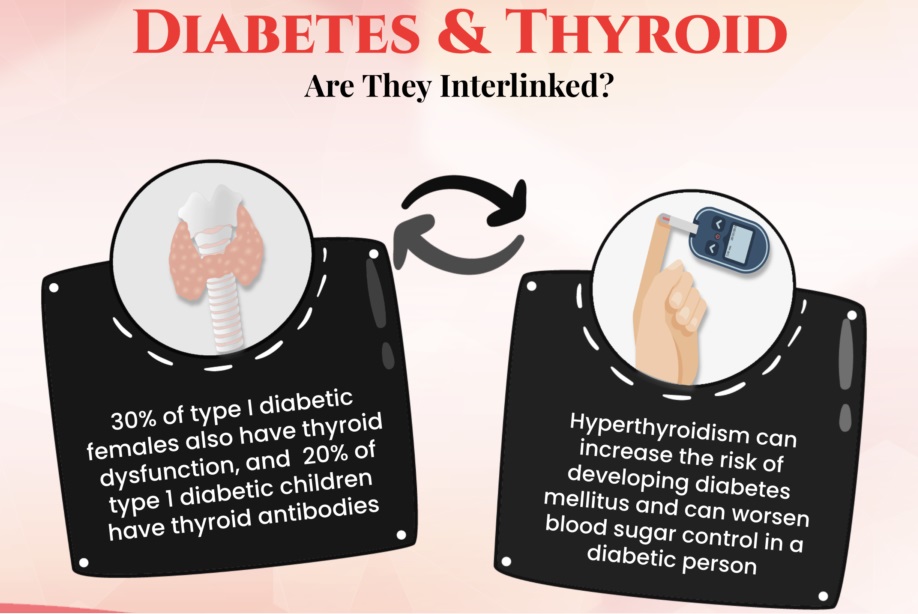 DIABETES & THYROID
Are They Interlinked?
30% of type I diabetic
females also have thyroid
dysfunction, and 20% of
type 1 diabetic children
have thyroid antibodies
Hyperthyroidism can
increase the risk of
developing diabetes
mellitus and can worsen
blood sugar control in a
diabetic person